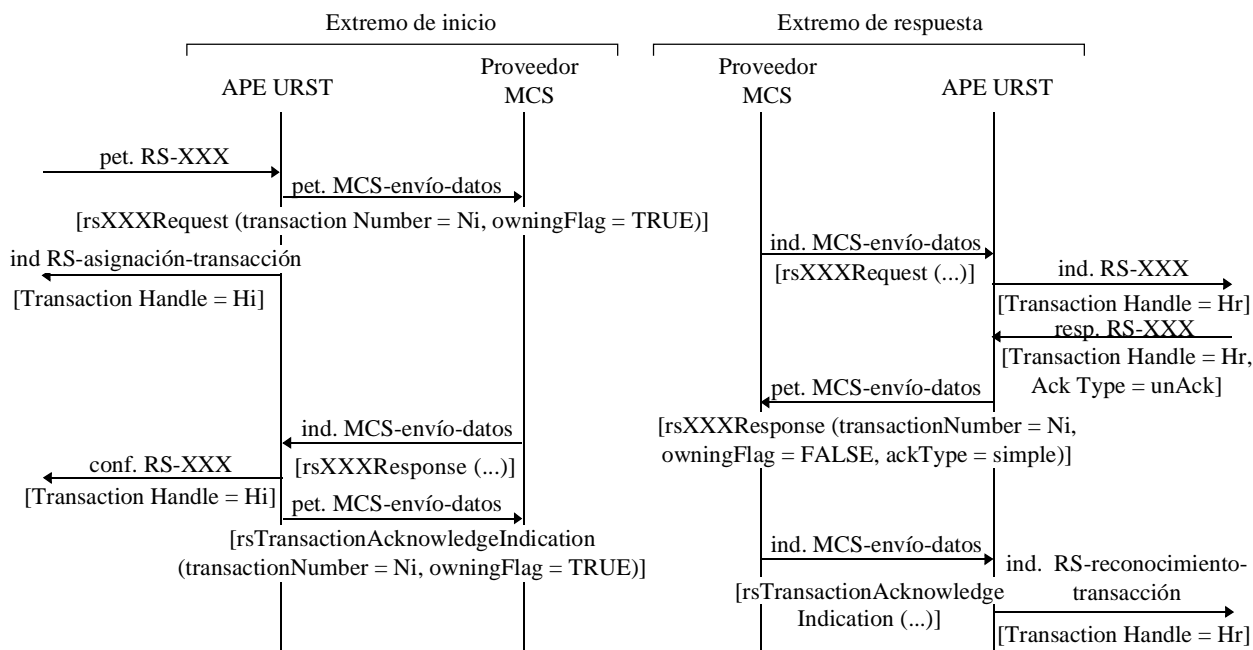 Extremo de inicio
Extremo de respuesta
APE URST
Proveedor
MCS
Proveedor
MCS
APE URST
pet. RS-XXX
pet. MCS-envío-datos
[rsXXXRequest (transaction Number = Ni, owningFlag = TRUE)]
ind RS-asignación-transacción
[Transaction Handle = Hi]
ind. MCS-envío-datos
[rsXXXRequest (...)]
ind. RS-XXX
[Transaction Handle = Hr]
resp. RS-XXX
[Transaction Handle = Hr,
Ack Type = unAck]
pet. MCS-envío-datos
[rsXXXResponse (transactionNumber = Ni,
owningFlag = FALSE, ackType = simple)]
ind. MCS-envío-datos
[rsXXXResponse (...)]
conf. RS-XXX
[Transaction Handle = Hi]
pet. MCS-envío-datos
[rsTransactionAcknowledgeIndication
(transactionNumber = Ni, owningFlag = TRUE)]
ind. MCS-envío-datos
[rsTransactionAcknowledge
Indication (...)]
ind. RS-reconocimiento-
transacción
[Transaction Handle = Hr]